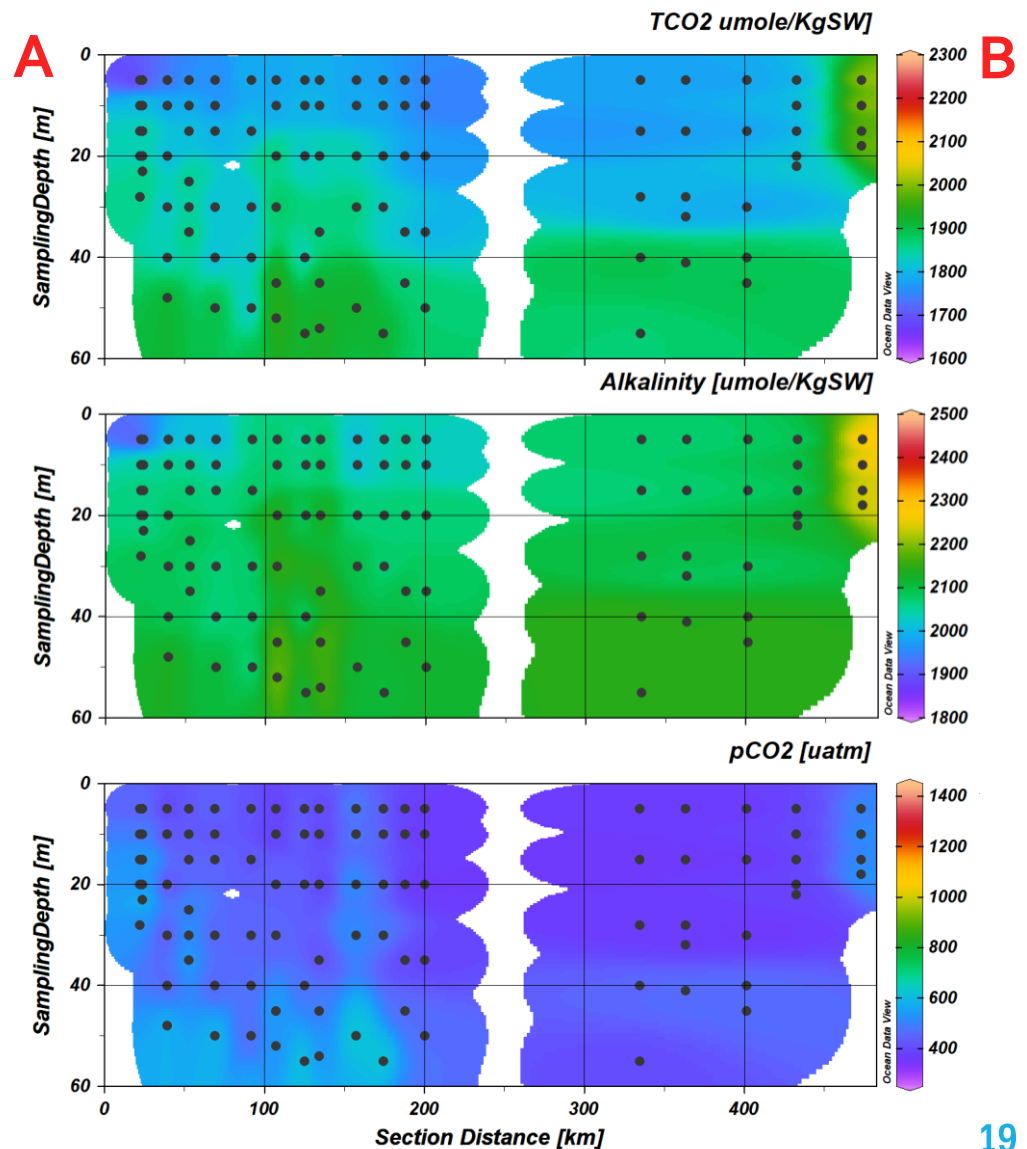 TCO2 umole/KgSW]
A
B
SamplingDepth [m]
0
20
40
60
2300
2200
2100
2000
1900
1800
1700
1600
Ocean Data View
Alkalinity [umole/KgSW]
SamplingDepth [m]
0
20
40
60
2500
2400
2300
2200
2100
2000
1900
1800
Ocean Data View
pCO2 [uatm]
SamplingDepth [m]
0
20
40
60
1400
1200
1000
800
600
400
Ocean Data View
0 100 200 300 400
Section Distance [km]
19